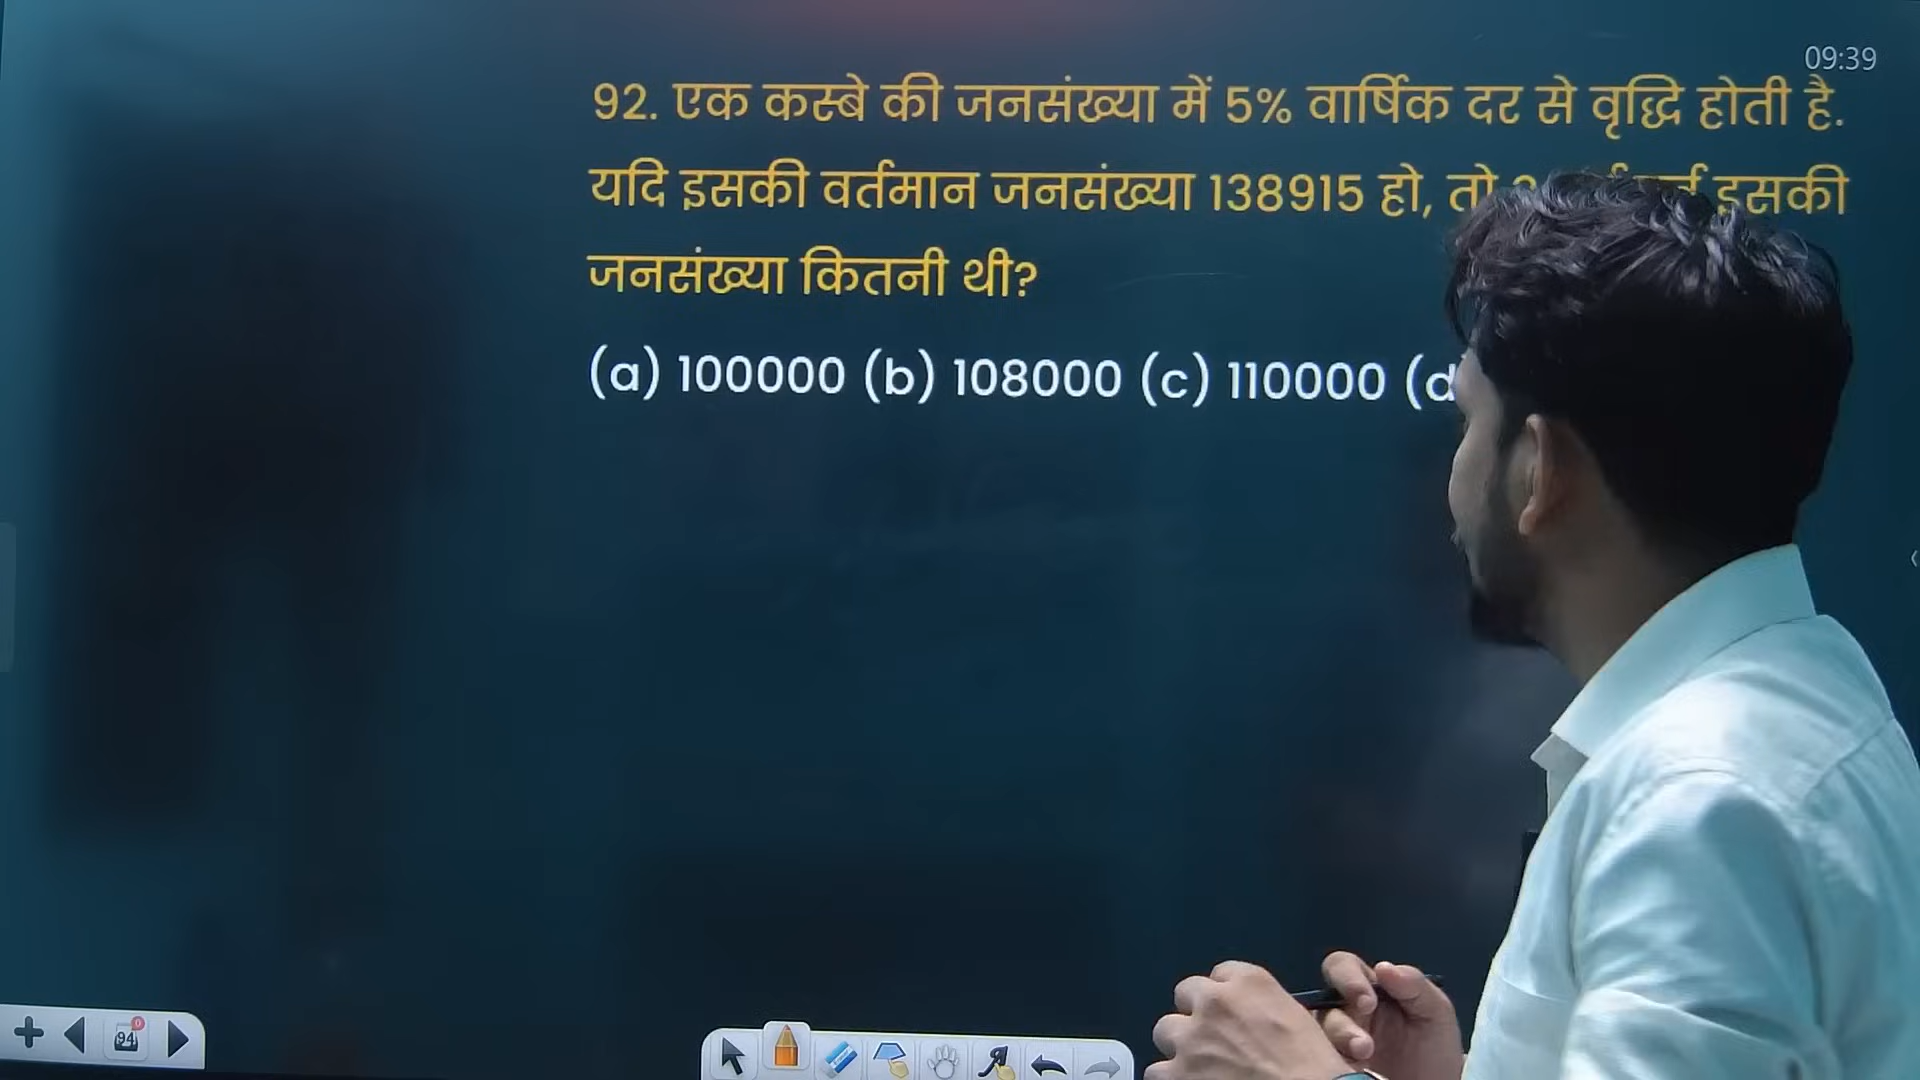 09:39
92. एक कस्बे की जनसंख्या में 5% वार्षिक दर से वृद्धि होती है.
यदि इसकी वर्तमान जनसंख्या 138915 हो, तो इसकी
जनसंख्या कितनी थी?
(a) 100000 (b) 108000 (c) 110000 (d
94
0